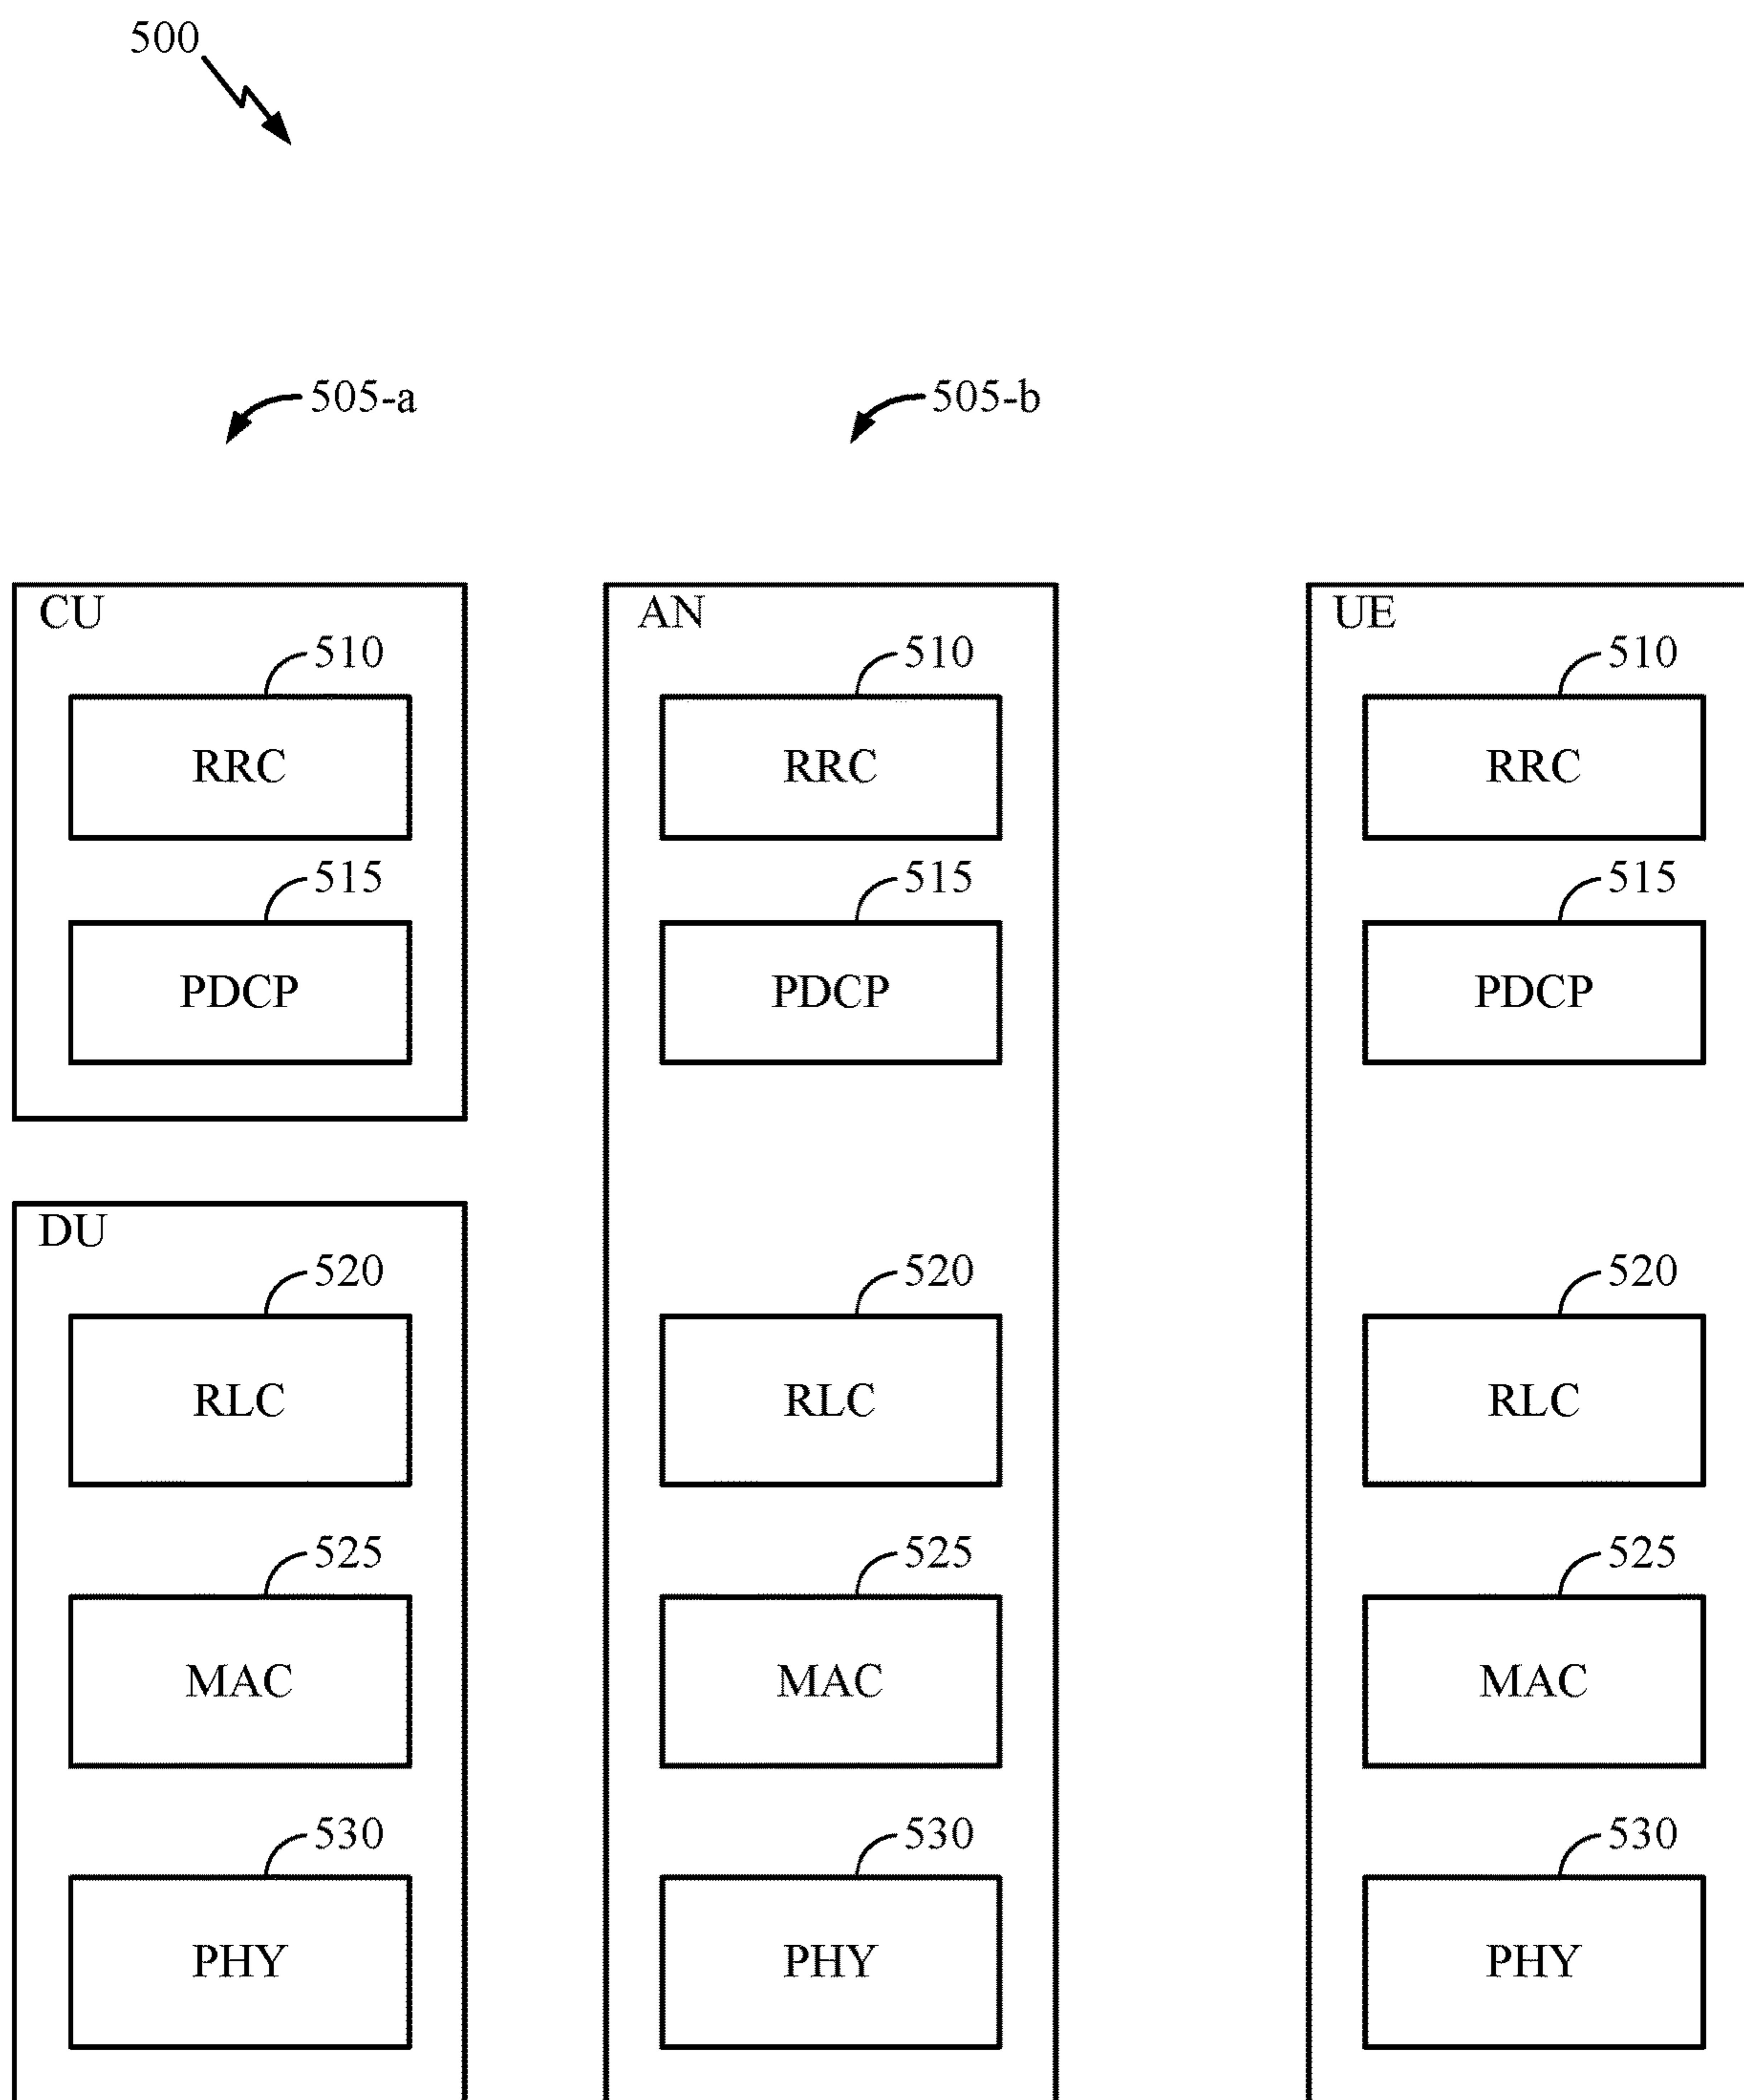 500
505-a 505-b
CU AN UE
510 510 510
RRC RRC RRC
515 515 515
PDCP PDCP PDCP
DU
520 520 520
RLC RLC RLC
525 525 525
MAC MAC MAC
530 530 530
PHY PHY PHY